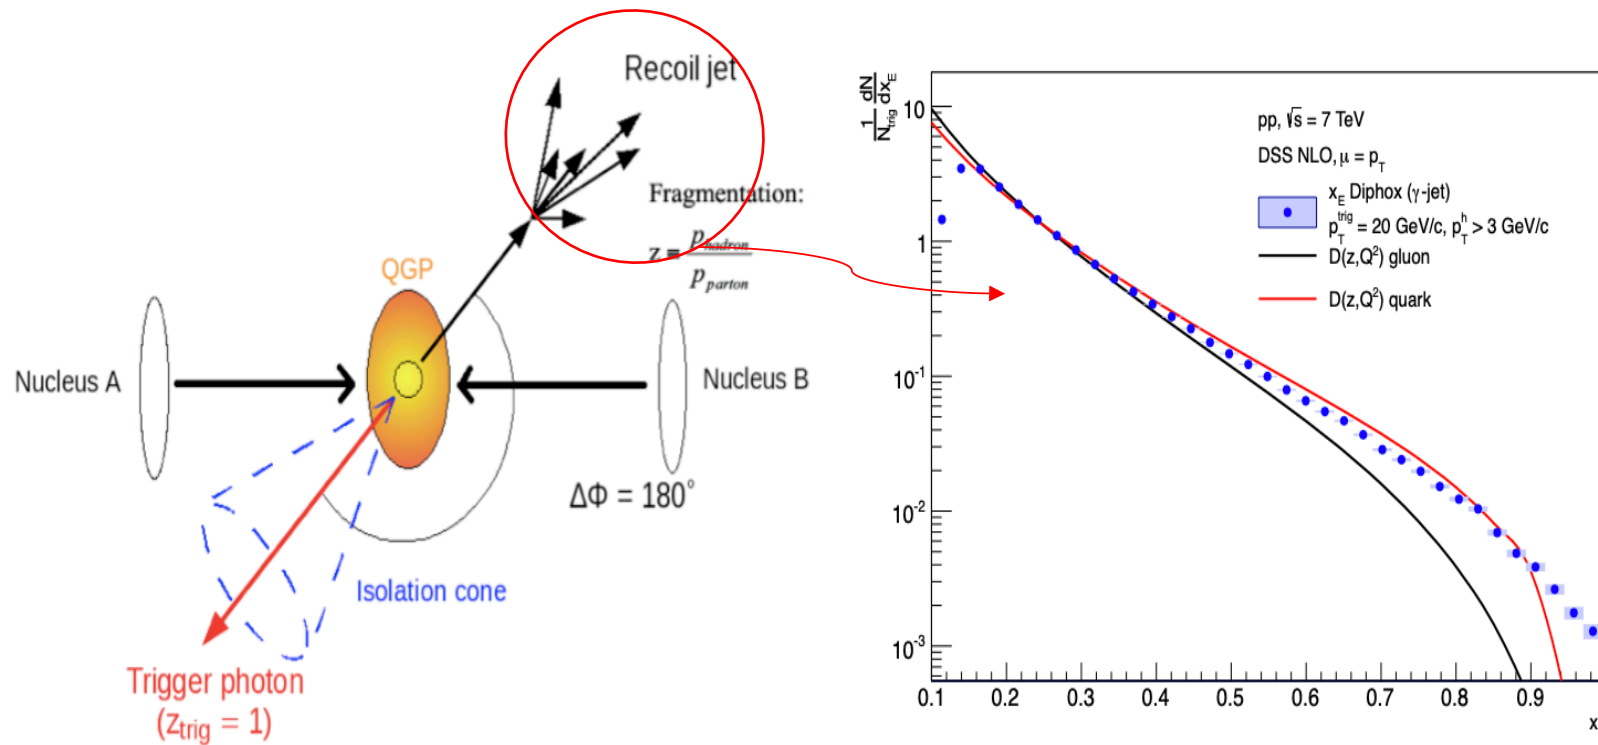 Recoil jet
Fragmentation:
z = p_hadron / p_parton
QGP
Nucleus A
Nucleus B
ΔΦ = 180°
Isolation cone
Trigger photon
(z_trig = 1)
1/N_trig dN/dx_E
pp, √s = 7 TeV
DSS NLO, μ = p_T
x_E Diphox (γ-jet)
p_T^trig = 20 GeV/c, p_T^h > 3 GeV/c
D(z,Q²) gluon
D(z,Q²) quark
10
1
10⁻¹
10⁻²
10⁻³
0.1 0.2 0.3 0.4 0.5 0.6 0.7 0.8 0.9
x